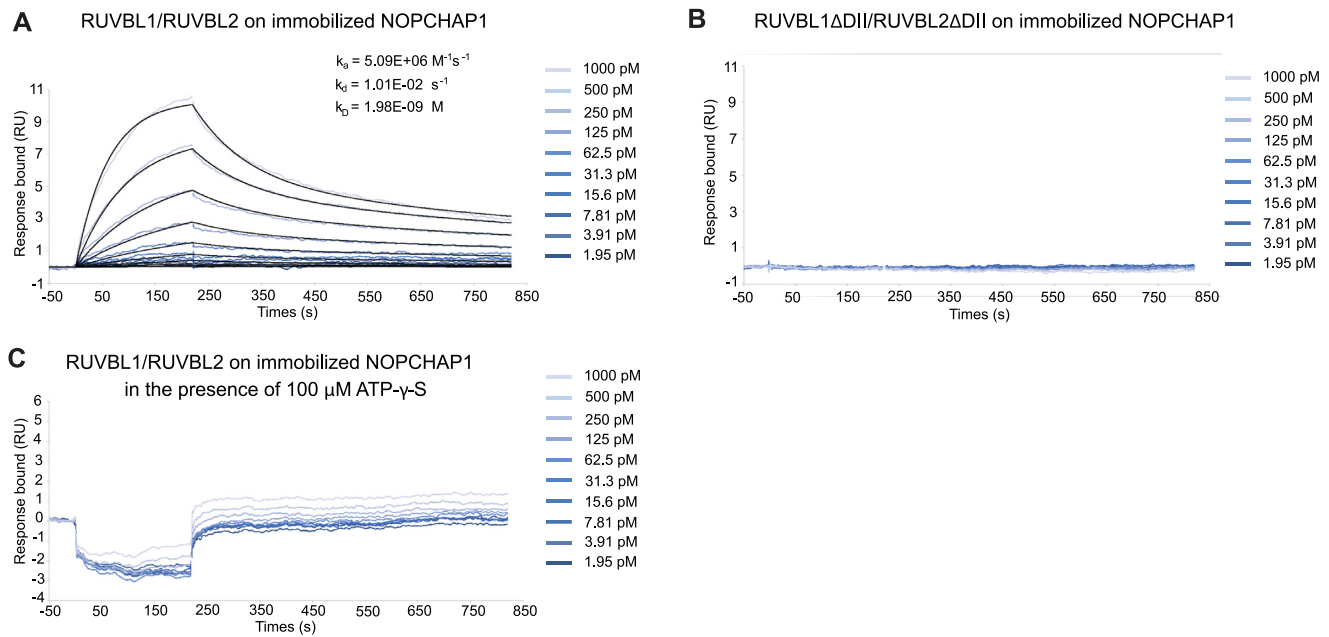 A
RUVBL1/RUVBL2 on immobilized NOPCHAP1
kₐ = 5.09E+06 M⁻¹s⁻¹
k_d = 1.01E-02 s⁻¹
k_D = 1.98E-09 M
Response bound (RU)
11
9
7
5
3
1
-1
-50 50 150 250 350 450 550 650 750 850
Times (s)
1000 pM
500 pM
250 pM
125 pM
62.5 pM
31.3 pM
15.6 pM
7.81 pM
3.91 pM
1.95 pM
B
RUVBL1ΔDII/RUVBL2ΔDII on immobilized NOPCHAP1
Response bound (RU)
11
9
7
5
3
1
-1
-50 50 150 250 350 450 550 650 750 850
Times (s)
1000 pM
500 pM
250 pM
125 pM
62.5 pM
31.3 pM
15.6 pM
7.81 pM
3.91 pM
1.95 pM
C
RUVBL1/RUVBL2 on immobilized NOPCHAP1
in the presence of 100 µM ATP-γ-S
Response bound (RU)
6
5
4
3
2
1
0
-1
-2
-3
-4
-50 50 150 250 350 450 550 650 750 850
Times (s)
1000 pM
500 pM
250 pM
125 pM
62.5 pM
31.3 pM
15.6 pM
7.81 pM
3.91 pM
1.95 pM